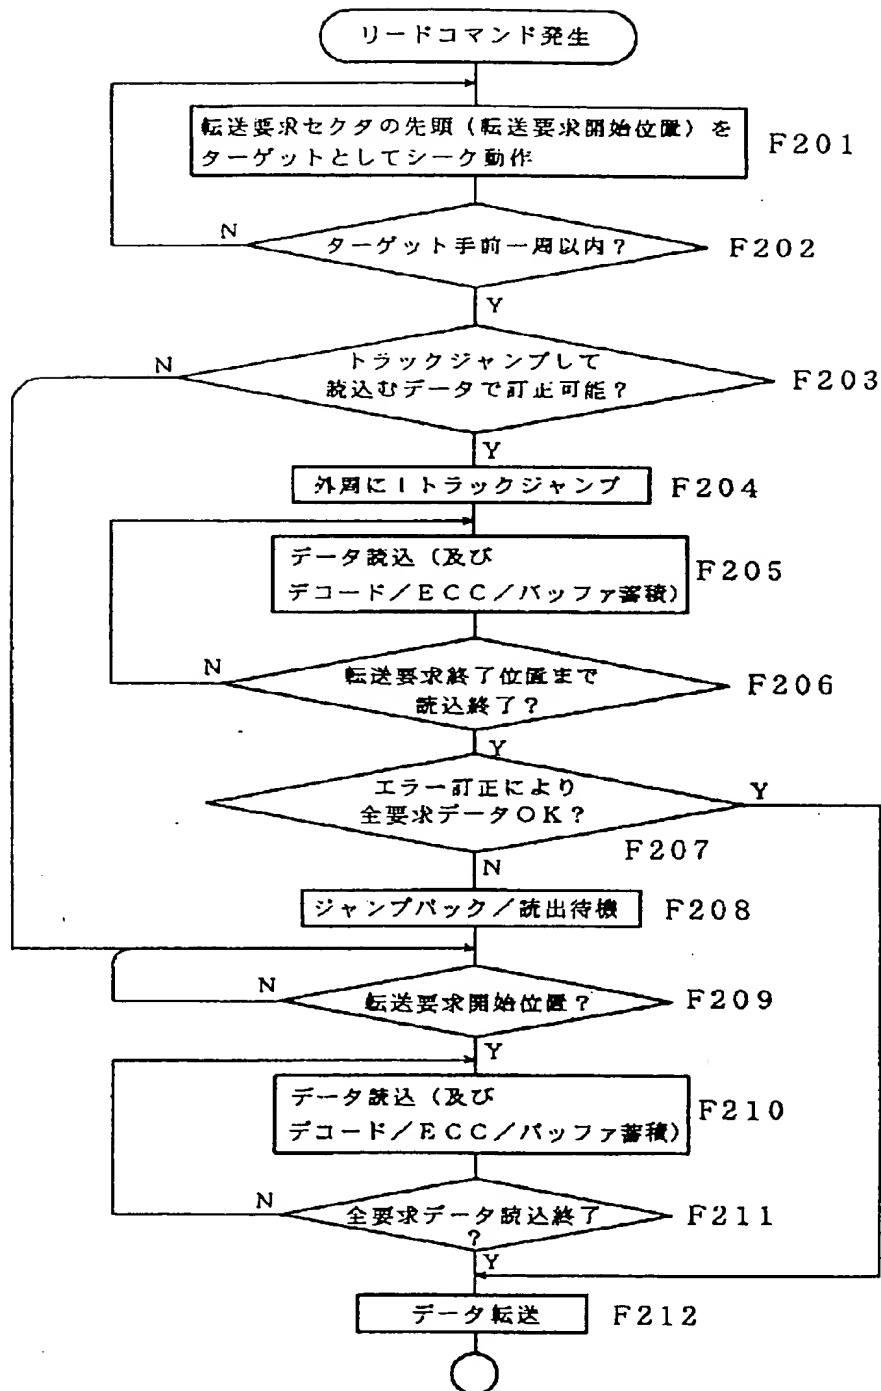 リードコマンド発生
転送要求セクタの先頭（転送要求開始位置）を
ターゲットとしてシーク動作
F201
ターゲット手前一周以内？
F202
N
Y
トラックジャンプして
読込むデータで訂正可能？
F203
N
Y
外周に1トラックジャンプ
F204
データ読込（及び
デコード／ECC／バッファ蓄積）
F205
転送要求終了位置まで
読込終了？
F206
N
Y
エラー訂正により
全要求データOK？
F207
Y
N
ジャンプバック／読出待機
F208
転送要求開始位置？
F209
N
Y
データ読込（及び
デコード／ECC／バッファ蓄積）
F210
全要求データ読込終了
？
F211
N
Y
データ転送
F212